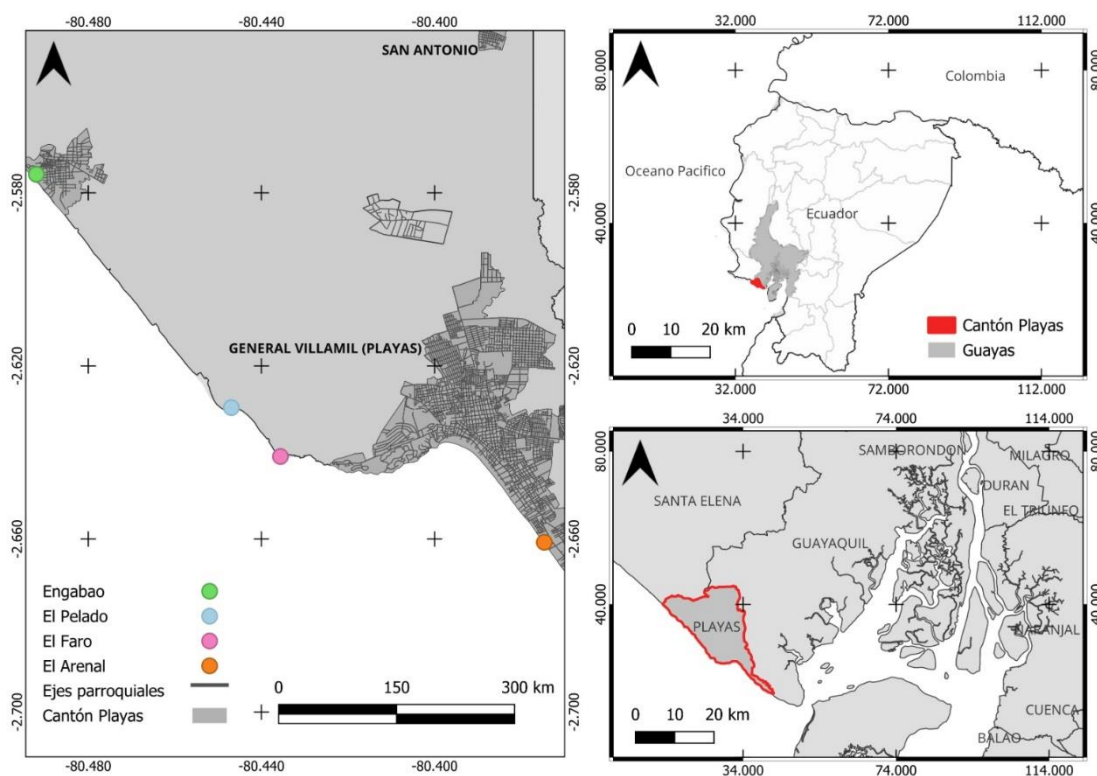 -80.480
-80.440
-80.400
SAN ANTONIO
-2.580
-2.580
GENERAL VILLAMIL (PLAYAS)
-2.620
-2.620
-2.660
-2.660
Engabao
El Pelado
El Faro
El Arenal
Ejes parroquiales
Cantón Playas
0 150 300 km
-2.700
-2.700
-80.480
-80.440
-80.400
32.000
72.000
112.000
80.000
80.000
Colombia
Oceano Pacifico
Ecuador
40.000
40.000
0 10 20 km
Cantón Playas
Guayas
32.000
72.000
112.000
34.000
74.000
114.000
80.000
80.000
SAMBORONDON
MILAGRO
DURAN
SANTA ELENA
EL TRIUNFO
GUAYAQUIL
40.000
40.000
PLAYAS
NARANJAL
0 10 20 km
CUENCA
BALAO
34.000
74.000
114.000